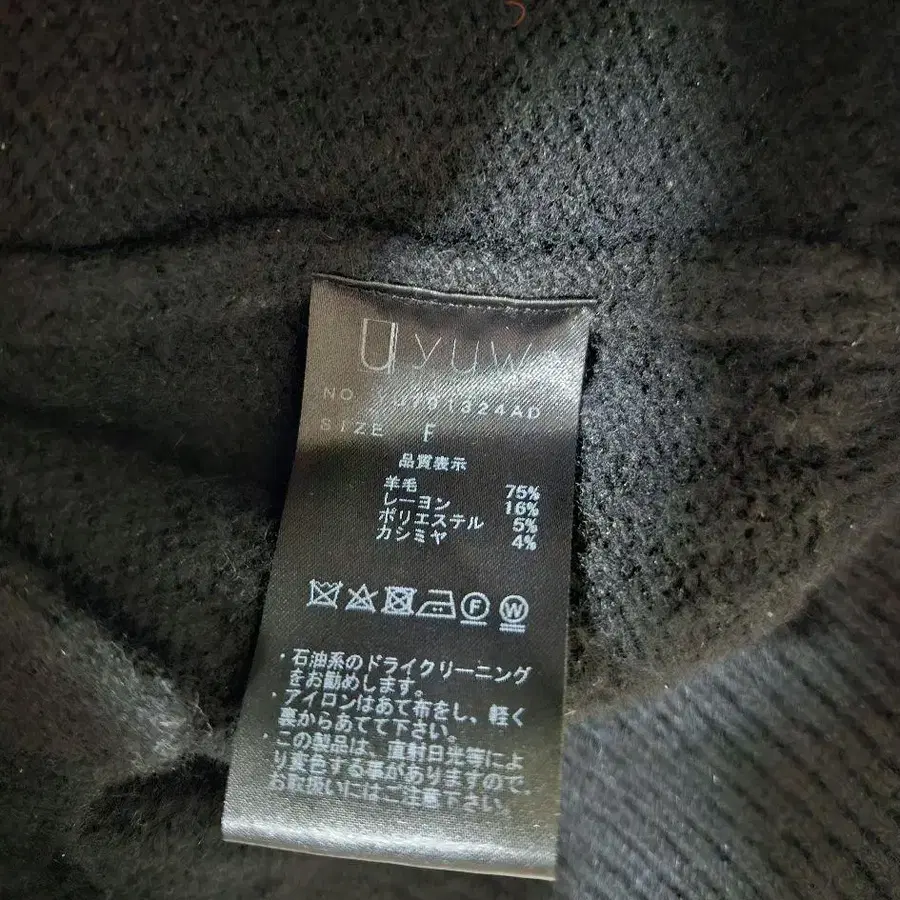 yuw
NO.
SIZE F
品質表示
羊毛 75%
レーヨン 16%
ポリエステル 5%
カシミヤ 4%
F W
・石油系のドライクリーニング
をお勧めします。
・アイロンはあて布をし、軽く
裏からあてて下さい。
・この製品は、直射日光等によ
り変色する事がありますので
お取扱いにはご注意下さい。